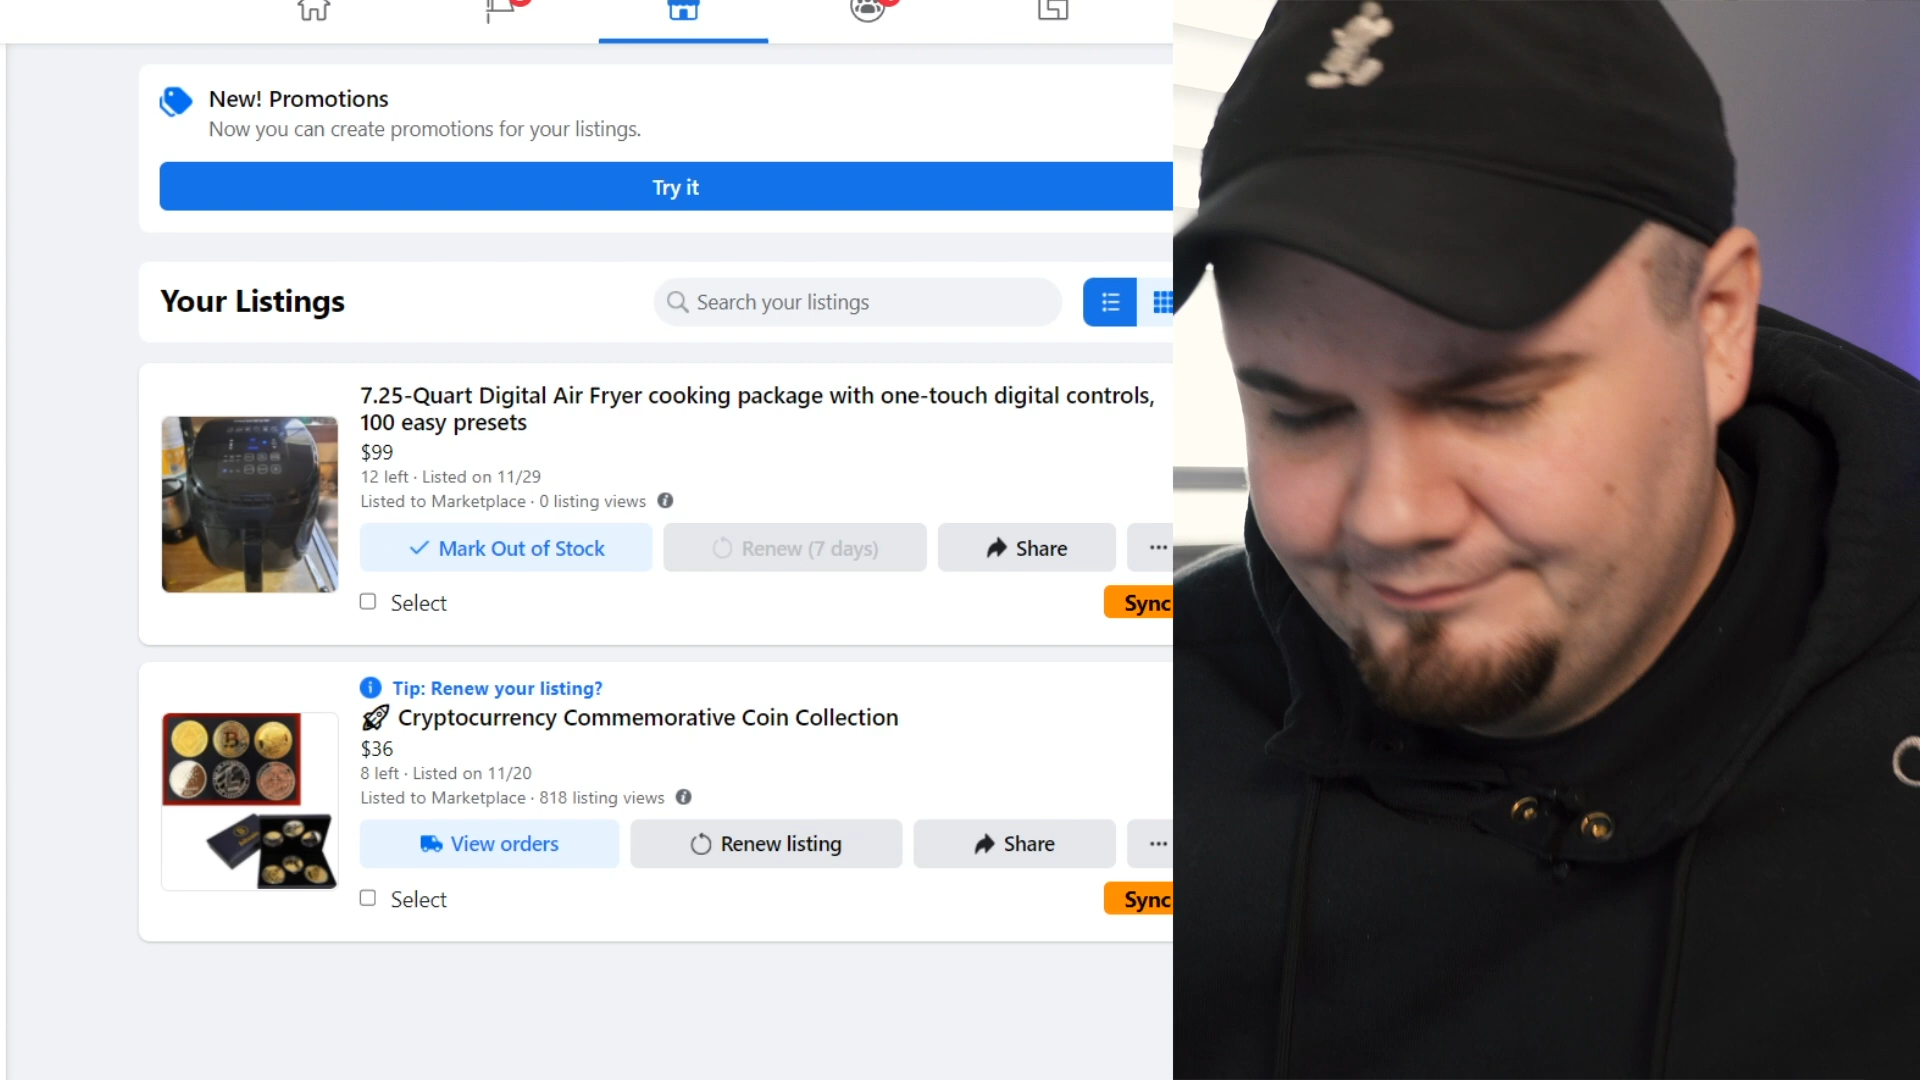 New! Promotions
Now you can create promotions for your listings.
Try it
Your Listings
Search your listings
7.25-Quart Digital Air Fryer cooking package with one-touch digital controls,
100 easy presets
$99
12 left · Listed on 11/29
Listed to Marketplace · 0 listing views
Mark Out of Stock
Renew (7 days)
Share
Select
Sync
Tip: Renew your listing?
🚀 Cryptocurrency Commemorative Coin Collection
$36
8 left · Listed on 11/20
Listed to Marketplace · 818 listing views
View orders
Renew listing
Share
Select
Sync